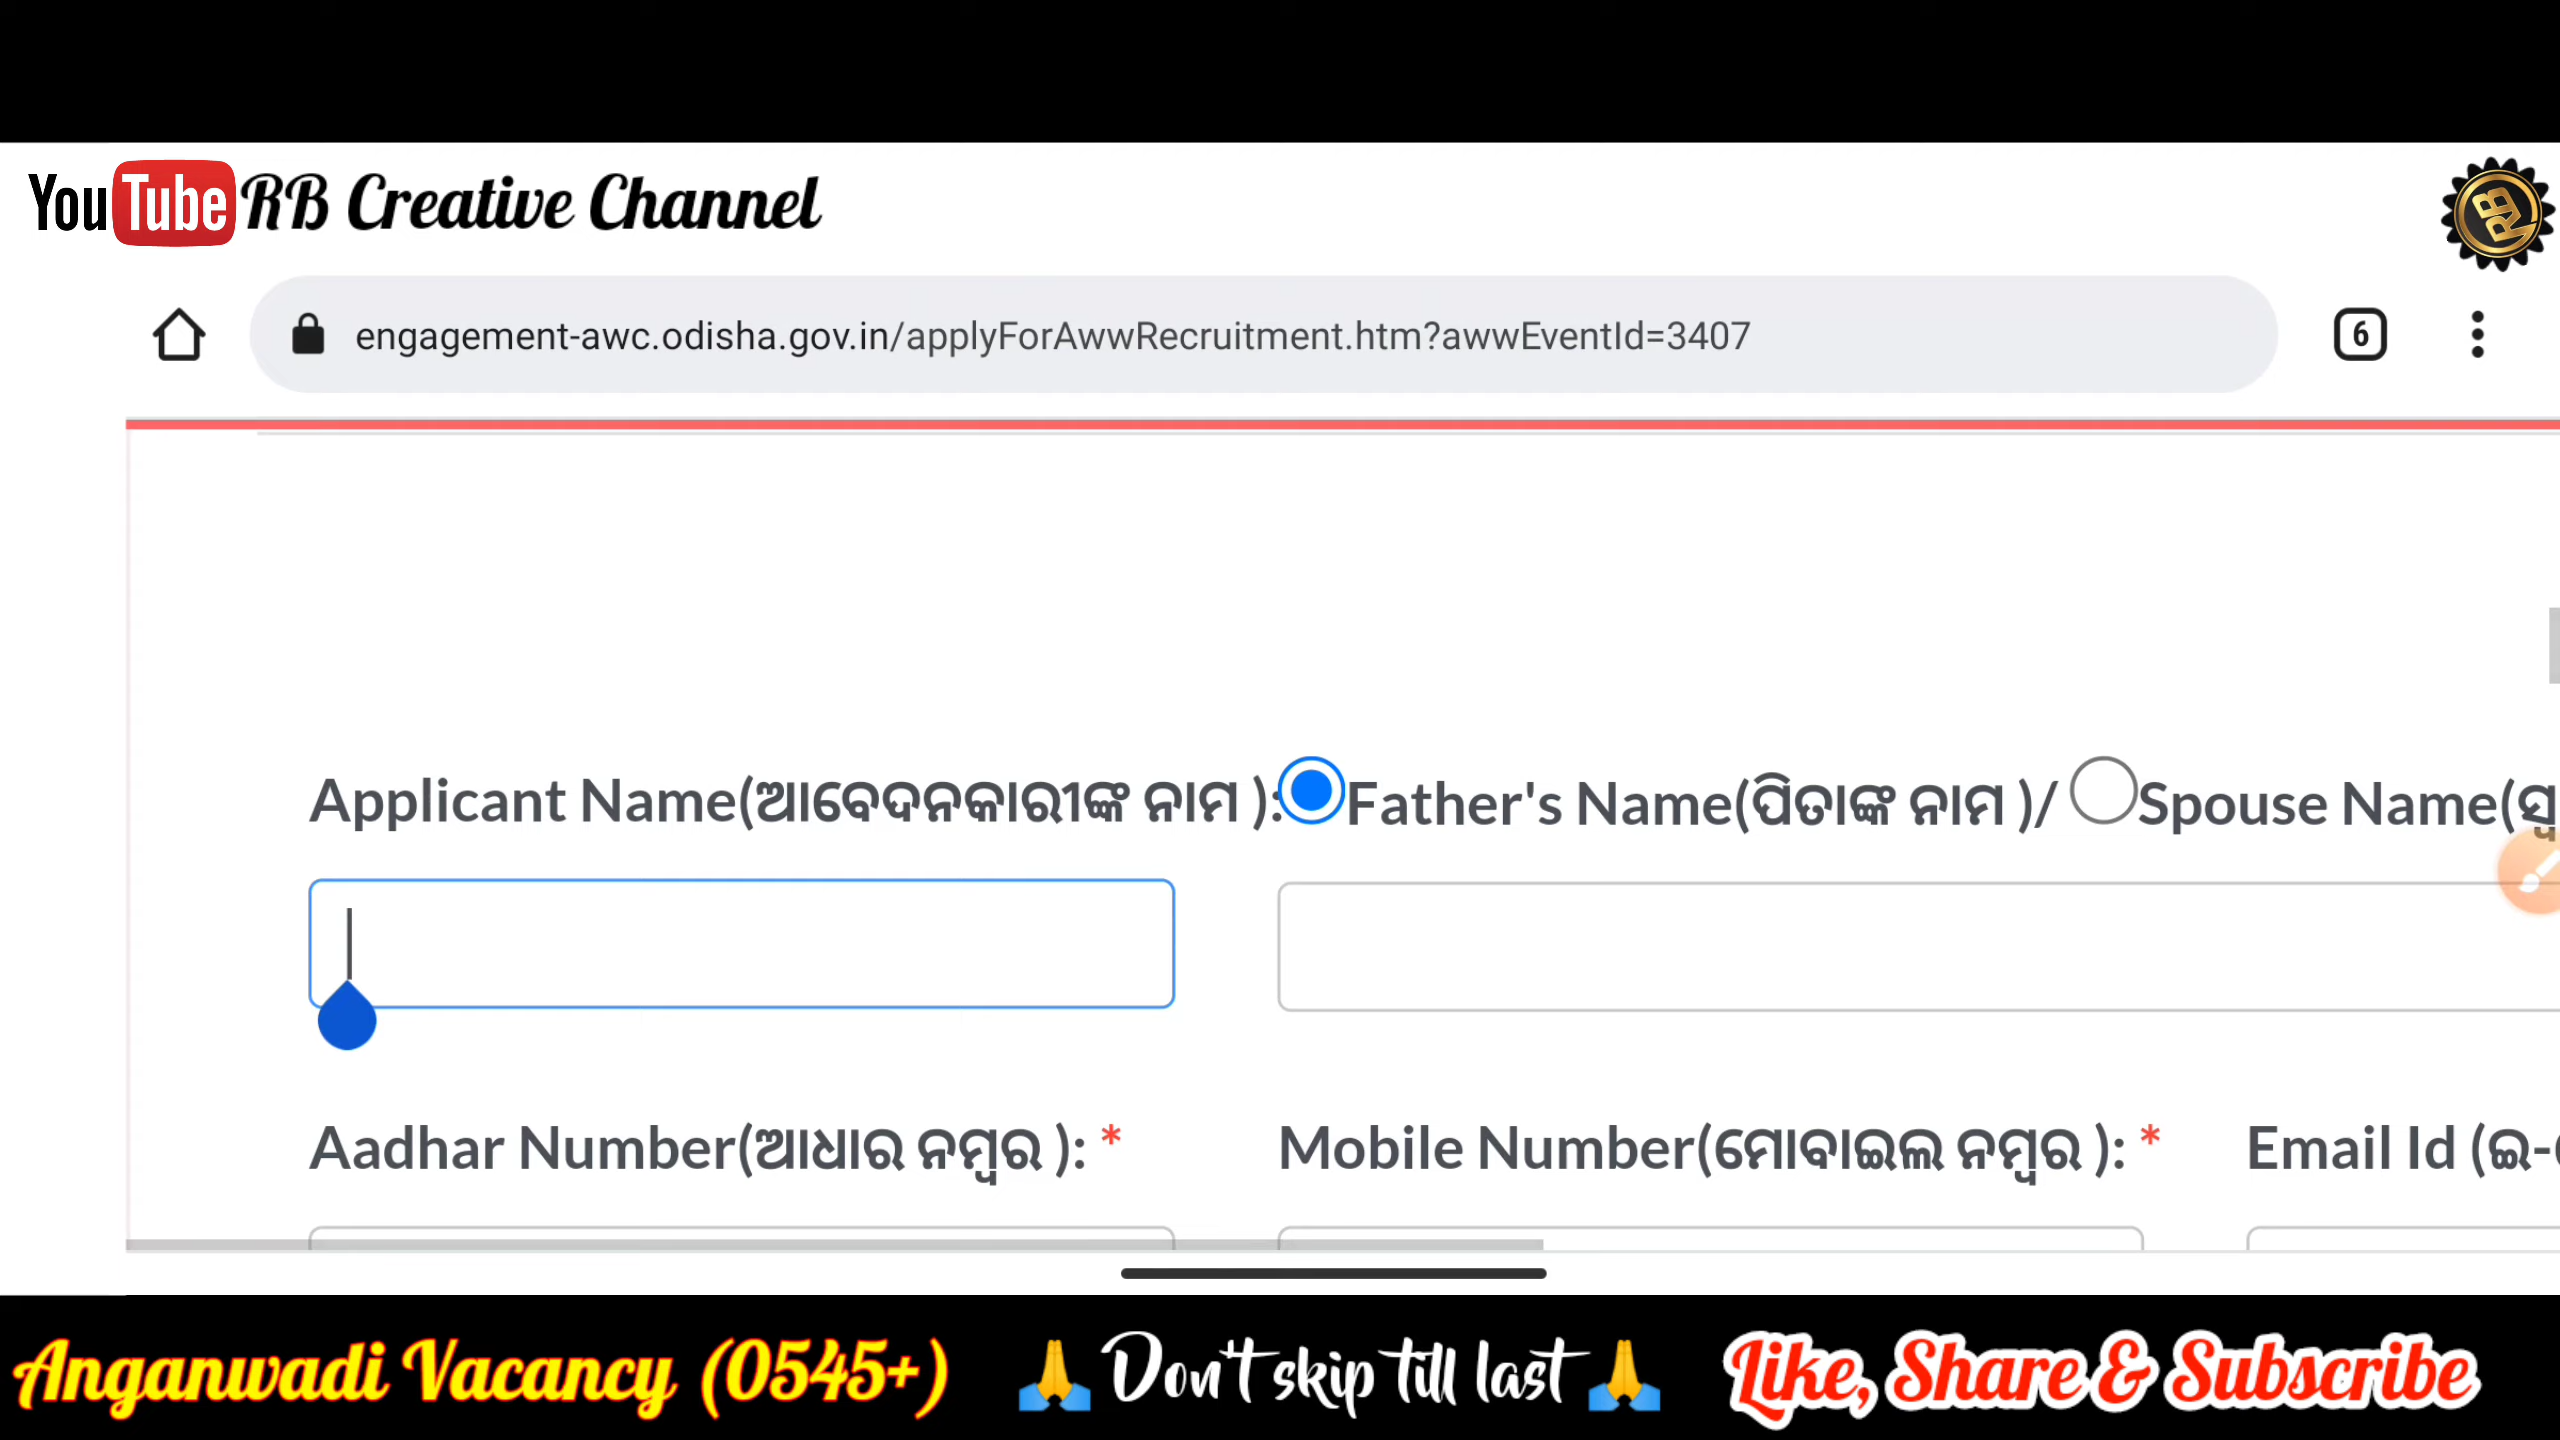 YouTube RB Creative Channel
RB
engagement-awc.odisha.gov.in/applyForAwwRecruitment.htm?awwEventId=3407 6
Applicant Name(ଆବେଦନକାରୀଙ୍କ ନାମ ): Father's Name(ପିତାଙ୍କ ନାମ )/ Spouse Name(
Aadhar Number(ଆଧାର ନମ୍ବର ): * Mobile Number(ମୋବାଇଲ ନମ୍ବର ): * Email Id (ଇ-
Anganwadi Vacancy (0545+) 🙏Don't skip till last🙏 Like, Share & Subscribe